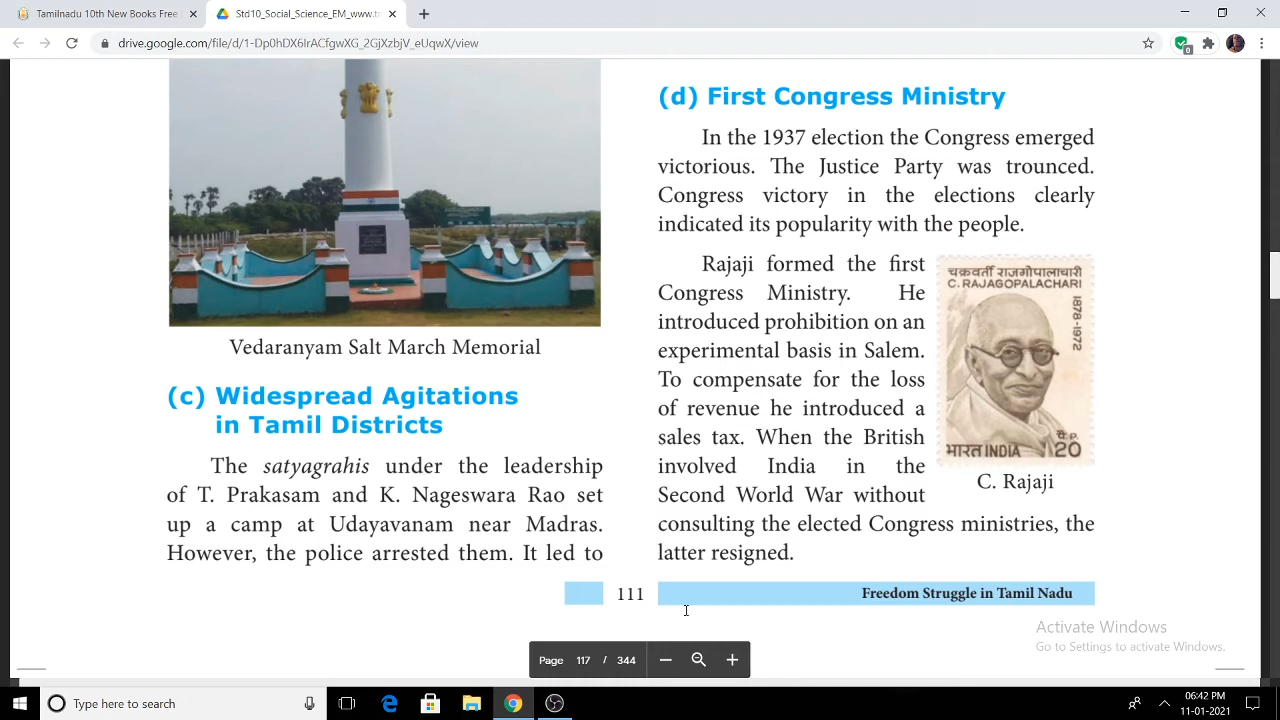 Tamilnadu 10th New Books Free
Std10_Social_Science_EM_www.tr
drive.google.com/file/d/1-Dp0hDX6IrACfgwXG_2GjXzbjV_eUqwX/view
0
Vedaranyam Salt March Memorial
(c) Widespread Agitations
in Tamil Districts
The satyagrahis under the leadership
of T. Prakasam and K. Nageswara Rao set
up a camp at Udayavanam near Madras.
However, the police arrested them. It led to
(d) First Congress Ministry
In the 1937 election the Congress emerged
victorious. The Justice Party was trounced.
Congress victory in the elections clearly
indicated its popularity with the people.
Rajaji formed the first
Congress Ministry. He
introduced prohibition on an
experimental basis in Salem.
To compensate for the loss
of revenue he introduced a
sales tax. When the British
involved India in the
Second World War without
consulting the elected Congress ministries, the
latter resigned.
चक्रवर्ती राजगोपालाचारी
C. RAJAGOPALACHARI
1878-1972
भारत INDIA
पै. P.
20
C. Rajaji
111
Freedom Struggle in Tamil Nadu
Activate Windows
Go to Settings to activate Windows.
Page 117 / 344
Type here to search
06:42 PM
11-01-2021